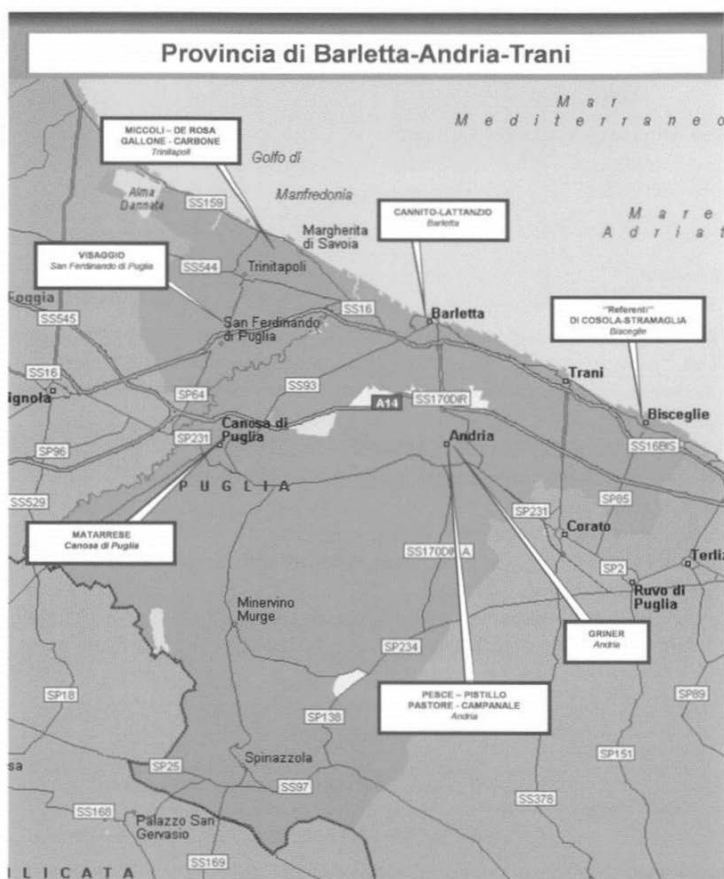 Provincia di Barletta-Andria-Trani
Mar
Mediterraneo
MICCOLI – DE ROSA
GALLONE - CARBONE
Trinitapoli
Golfo di
Manfredonia
Alma
Dannata
SS159
Margherita
di Savoia
CANNITO-LATTANZIO
Barletta
Mare
Adriat
VISAGGIO
San Ferdinando di Puglia
SS544
Trinitapoli
Foggia
SS545
SS16
Barletta
"Referenti"
DI COSOLA-STRAMAGLIA
Bisceglie
San Ferdinando
di Puglia
SS16
ignola
SP64
SS93
A14
SS170DIR
Trani
Bisceglie
SP96
SP231
Canosa di
Puglia
Andria
SS16BIS
PUGLIA
SS529
SP85
SP231
Corato
MATARRESE
Canosa di Puglia
SS170DIR A
SP2
Terliz
Ruvo di
Puglia
Minervino
Murge
GRINER
Andria
SP234
SP18
PESCE – PISTILLO
PASTORE - CAMPANALE
Andria
SP89
SP138
Spinazzola
SP151
sa
SP25
SS97
SS378
SS168
Palazzo San
Gervasio
SS169
ILICATA